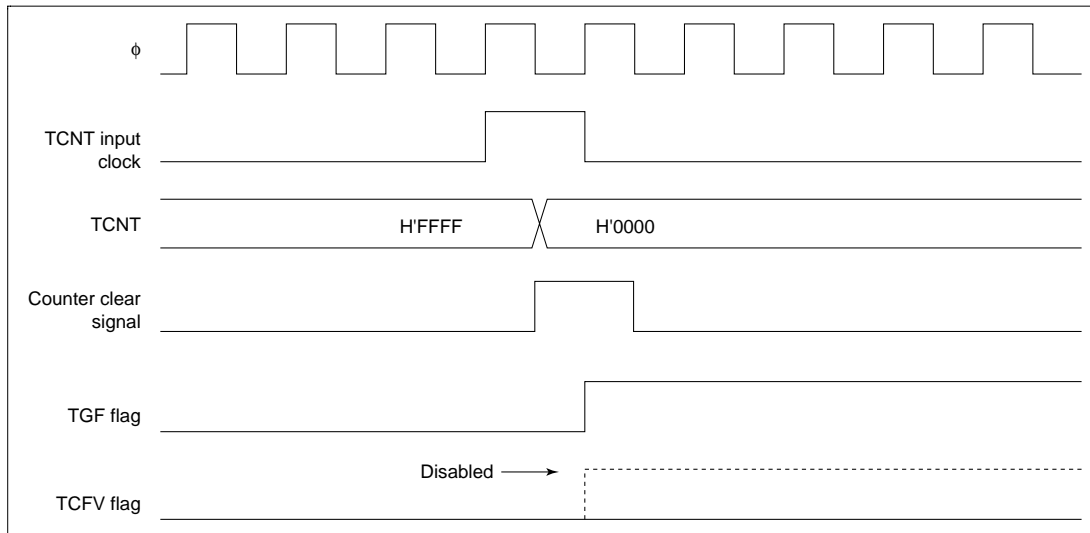 ϕ
TCNT input
clock
TCNT
H'FFFF
H'0000
Counter clear
signal
TGF flag
Disabled
TCFV flag